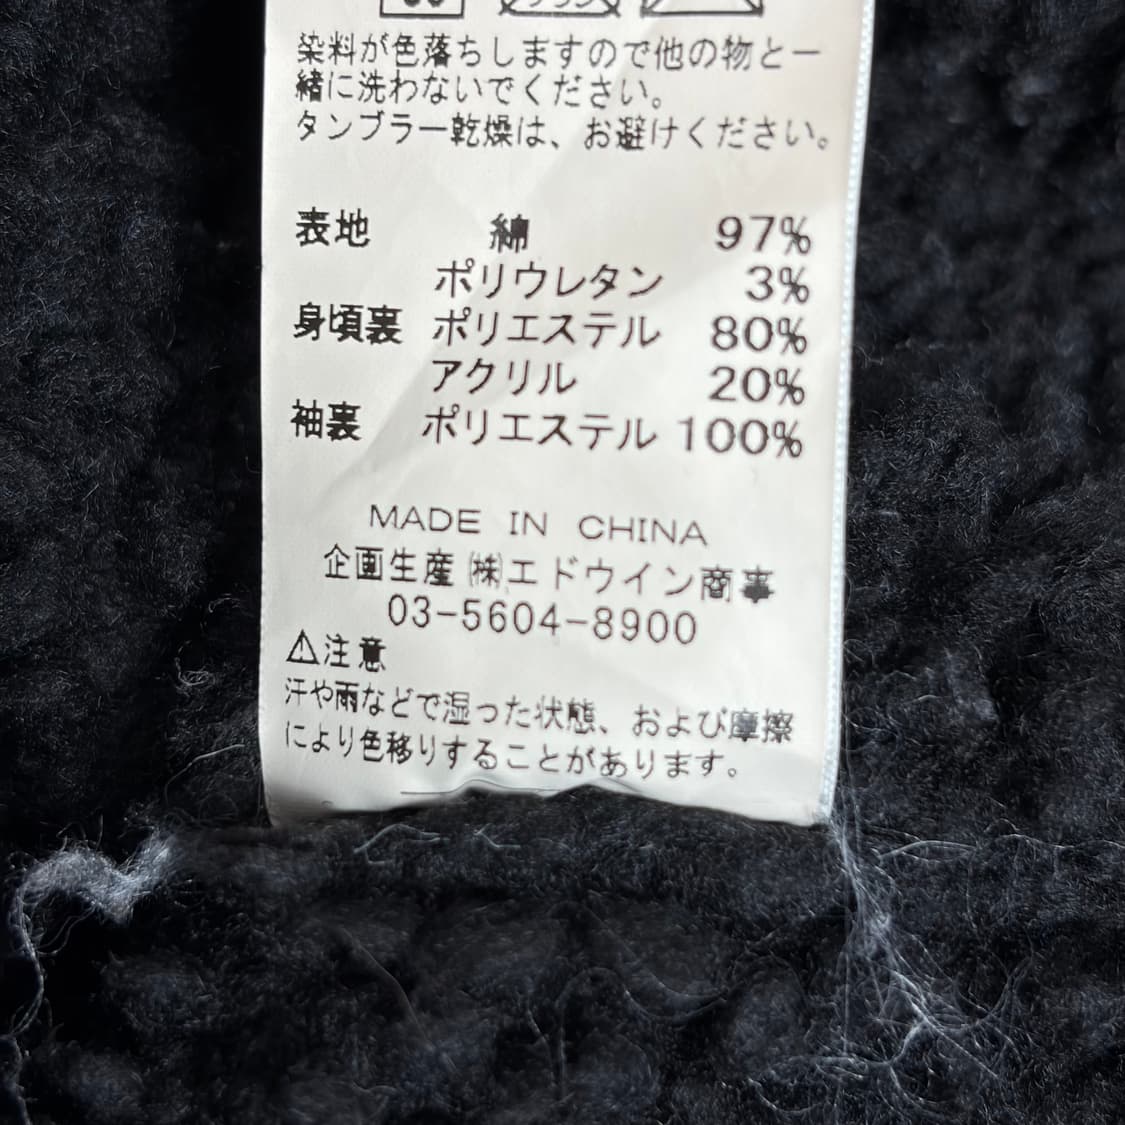 染料が色落ちしますので他の物と一
緒に洗わないでください。
タンブラー乾燥は、お避けください。
表地 綿 97%
ポリウレタン 3%
身頃裏 ポリエステル 80%
アクリル 20%
袖裏 ポリエステル 100%
MADE IN CHINA
企画生産 ㈱エドウイン商事
03-5604-8900
⚠注意
汗や雨などで湿った状態、および摩擦
により色移りすることがあります。